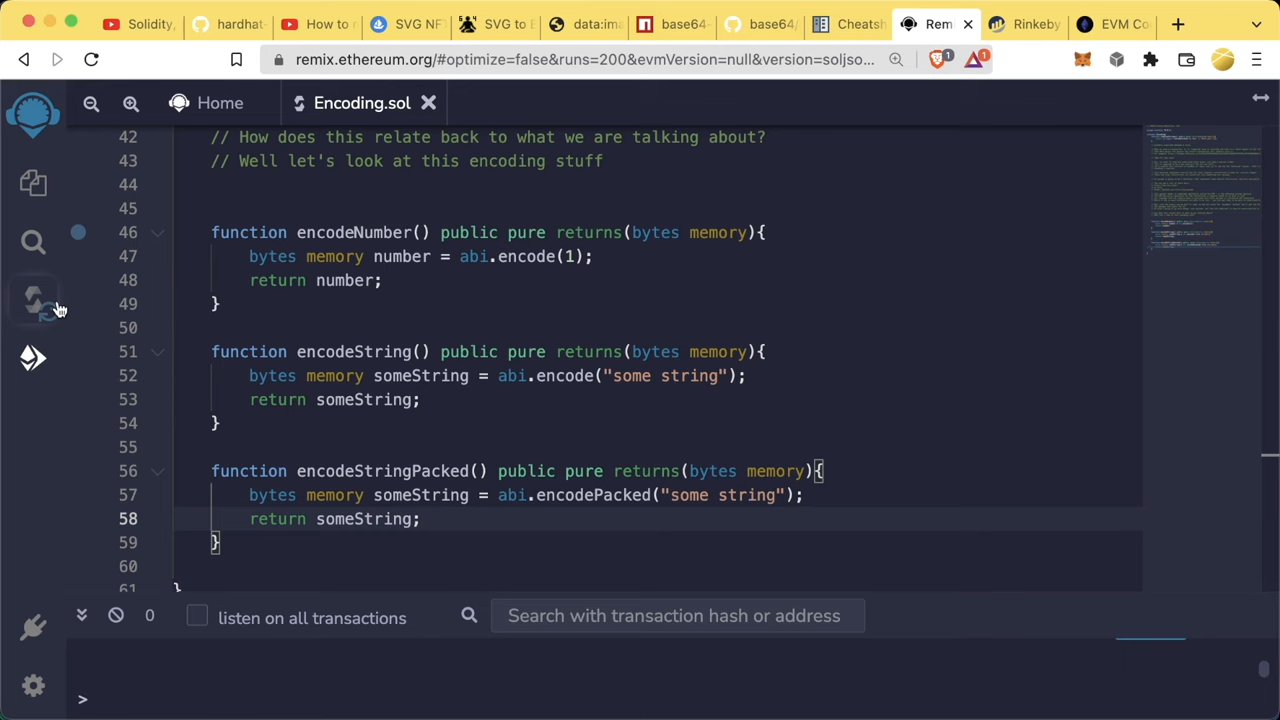 Solidity,
hardhat-
How to
SVG NF
SVG to
data:ima
base64-
base64/
Cheatsh
Remi
Rinkeby
EVM Co
remix.ethereum.org/#optimize=false&runs=200&evmVersion=null&version=soljso...
1
1
Home
Encoding.sol
42 // How does this relate back to what we are talking about?
43 // Well let's look at this encoding stuff
44
45
46 function encodeNumber() public pure returns(bytes memory){
47 bytes memory number = abi.encode(1);
48 return number;
49 }
50
51 function encodeString() public pure returns(bytes memory){
52 bytes memory someString = abi.encode("some string");
53 return someString;
54 }
55
56 function encodeStringPacked() public pure returns(bytes memory){
57 bytes memory someString = abi.encodePacked("some string");
58 return someString;
59 }
60
61 }
0 listen on all transactions Search with transaction hash or address
>